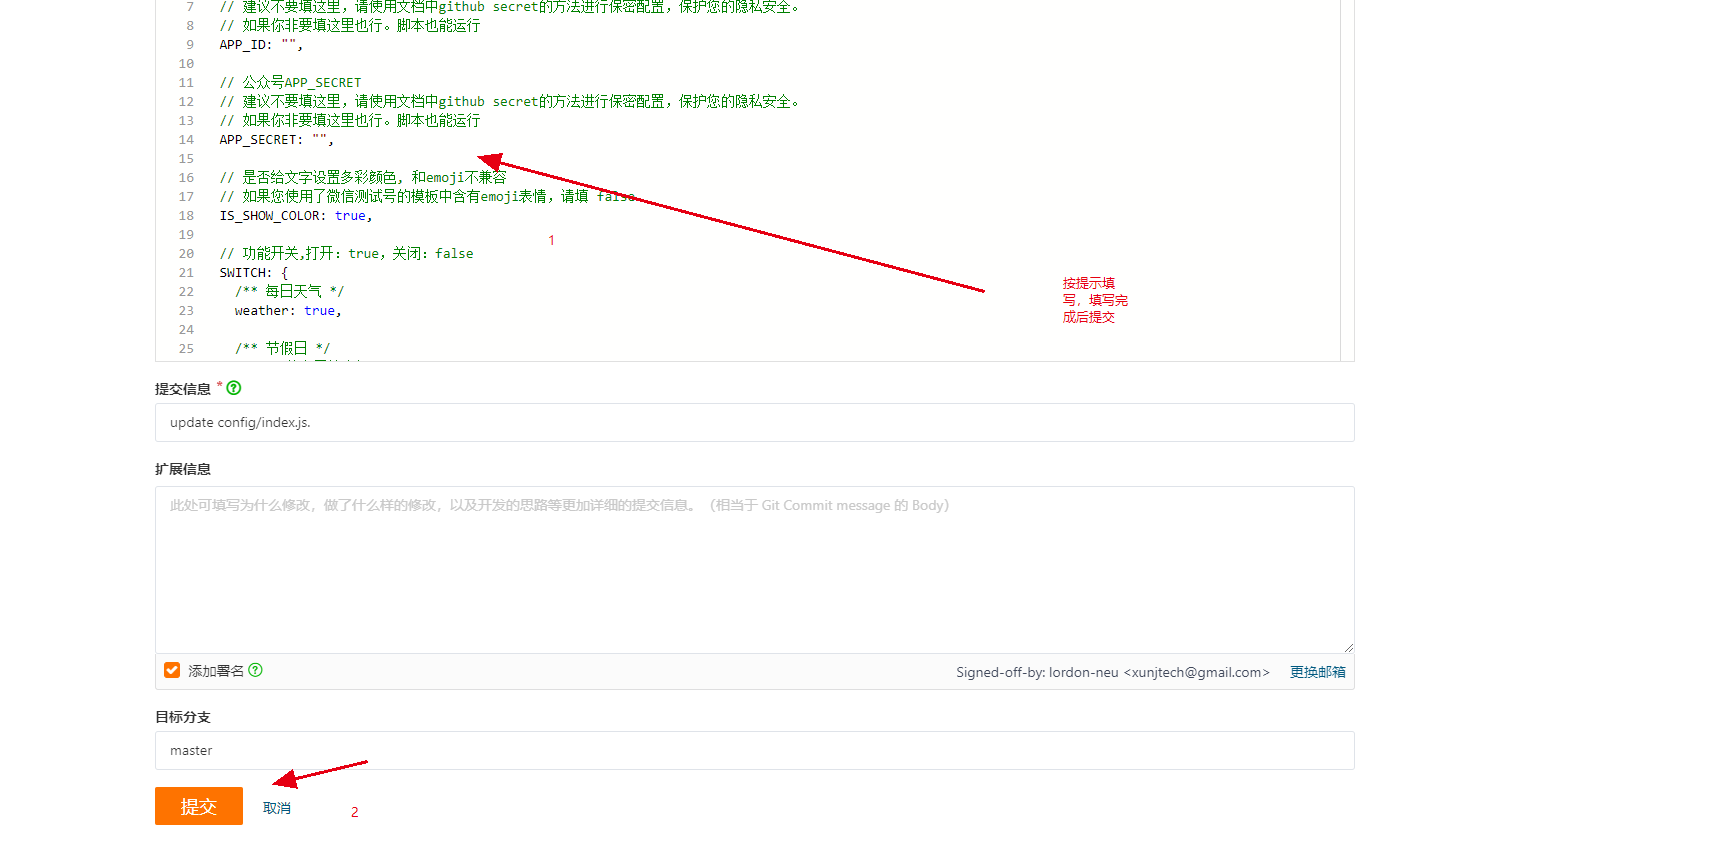 7 // 建议不要填这里，请使用文档中github secret的方法进行保密配置，保护您的隐私安全。
8 // 如果你非要填这里也行。脚本也能运行
9 APP_ID: "",
10
11 // 公众号APP_SECRET
12 // 建议不要填这里，请使用文档中github secret的方法进行保密配置，保护您的隐私安全。
13 // 如果你非要填这里也行。脚本也能运行
14 APP_SECRET: "",
15
16 // 是否给文字设置多彩颜色, 和emoji不兼容
17 // 如果您使用了微信测试号的模板中含有emoji表情，请填 false
18 IS_SHOW_COLOR: true,
19
20 // 功能开关,打开：true，关闭：false
21 SWITCH: {
22 /** 每日天气 */
23 weather: true,
24
25 /** 节假日 */
1
按提示填
写，填写完
成后提交
提交信息 *
update config/index.js.
扩展信息
此处可填写为什么修改，做了什么样的修改，以及开发的思路等更加详细的提交信息。（相当于 Git Commit message 的 Body）
添加署名
Signed-off-by: lordon-neu <xunjtech@gmail.com> 更换邮箱
目标分支
master
提交 取消
2